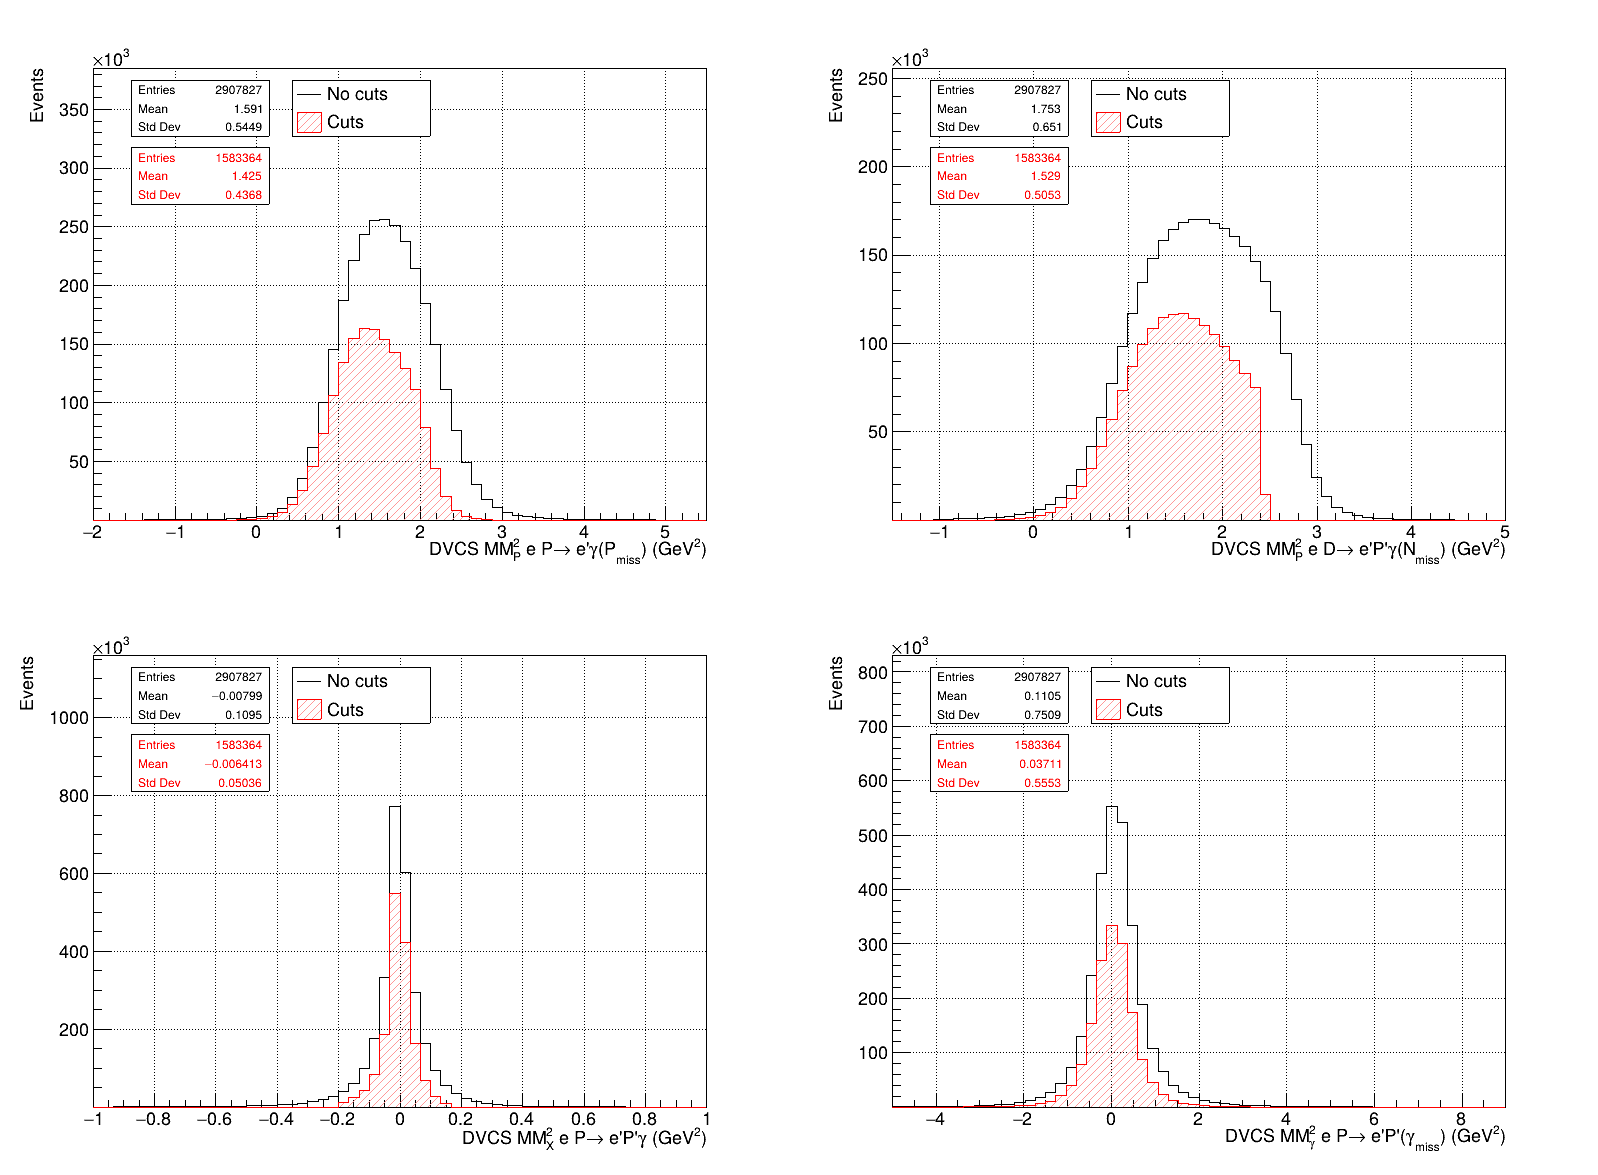 ×10³
Events
350
300
250
200
150
100
50
Entries 2907827
Mean 1.591
Std Dev 0.5449
Entries 1583364
Mean 1.425
Std Dev 0.4368
No cuts
Cuts
−2 −1 0 1 2 3 4 5
DVCS MM²_P e P→ e'γ(P_miss) (GeV²)
×10³
Events
250
200
150
100
50
Entries 2907827
Mean 1.753
Std Dev 0.651
Entries 1583364
Mean 1.529
Std Dev 0.5053
No cuts
Cuts
−1 0 1 2 3 4 5
DVCS MM²_P e D→ e'P'γ(N_miss) (GeV²)
×10³
Events
1000
800
600
400
200
Entries 2907827
Mean −0.00799
Std Dev 0.1095
Entries 1583364
Mean −0.006413
Std Dev 0.05036
No cuts
Cuts
−1 −0.8 −0.6 −0.4 −0.2 0 0.2 0.4 0.6 0.8 1
DVCS MM²_X e P→ e'P'γ (GeV²)
×10³
Events
800
700
600
500
400
300
200
100
Entries 2907827
Mean 0.1105
Std Dev 0.7509
Entries 1583364
Mean 0.03711
Std Dev 0.5553
No cuts
Cuts
−4 −2 0 2 4 6 8
DVCS MM²_γ e P→ e'P'(γ_miss) (GeV²)